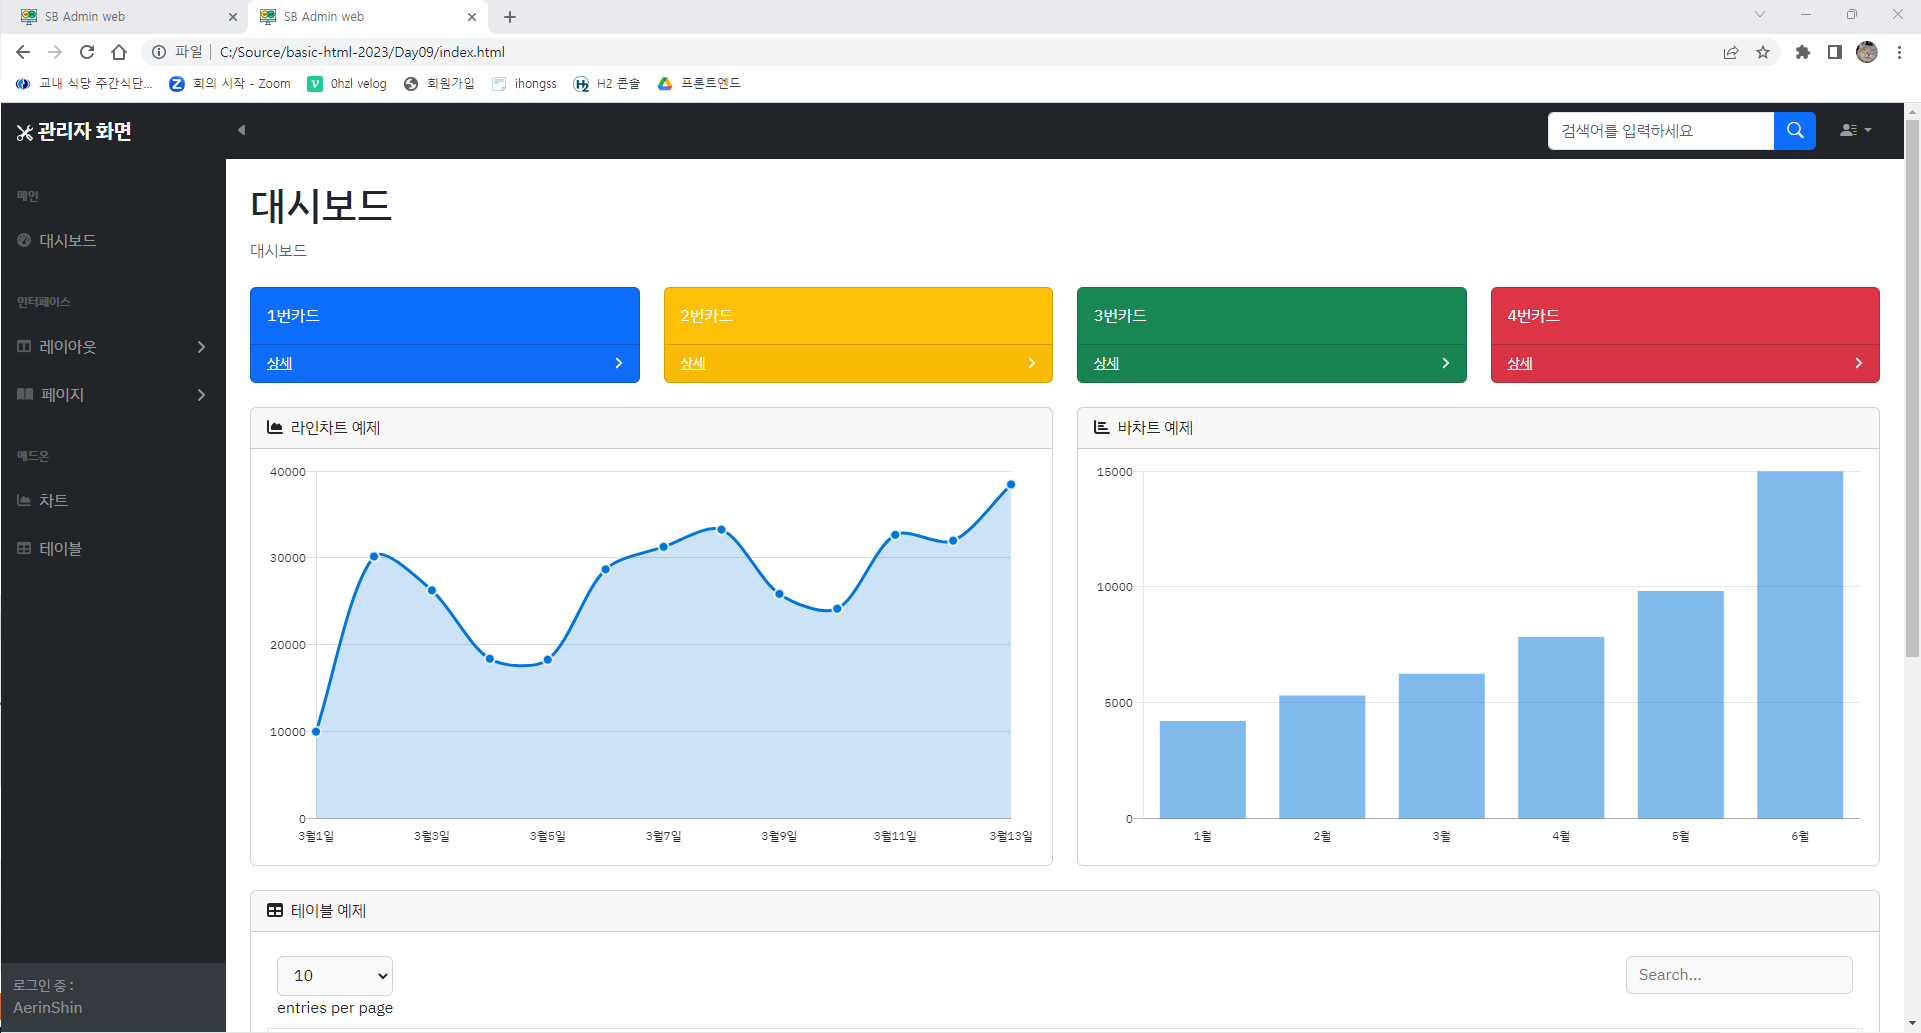 SB Admin web
SB Admin web
파일 C:/Source/basic-html-2023/Day09/index.html
교내 식당 주간식단...
회의 시작 - Zoom
0hzl velog
회원가입
ihongss
H2 콘솔
프론트엔드
관리자 화면
검색어를 입력하세요
메인
대시보드
인터페이스
레이아웃
페이지
애드온
차트
테이블
로그인 중 :
AerinShin
대시보드
대시보드
1번카드
상세
2번카드
상세
3번카드
상세
4번카드
상세
라인차트 예제
40000
30000
20000
10000
0
3월1일 3월3일 3월5일 3월7일 3월9일 3월11일 3월13일
바차트 예제
15000
10000
5000
0
1월 2월 3월 4월 5월 6월
테이블 예제
10
entries per page
Search...